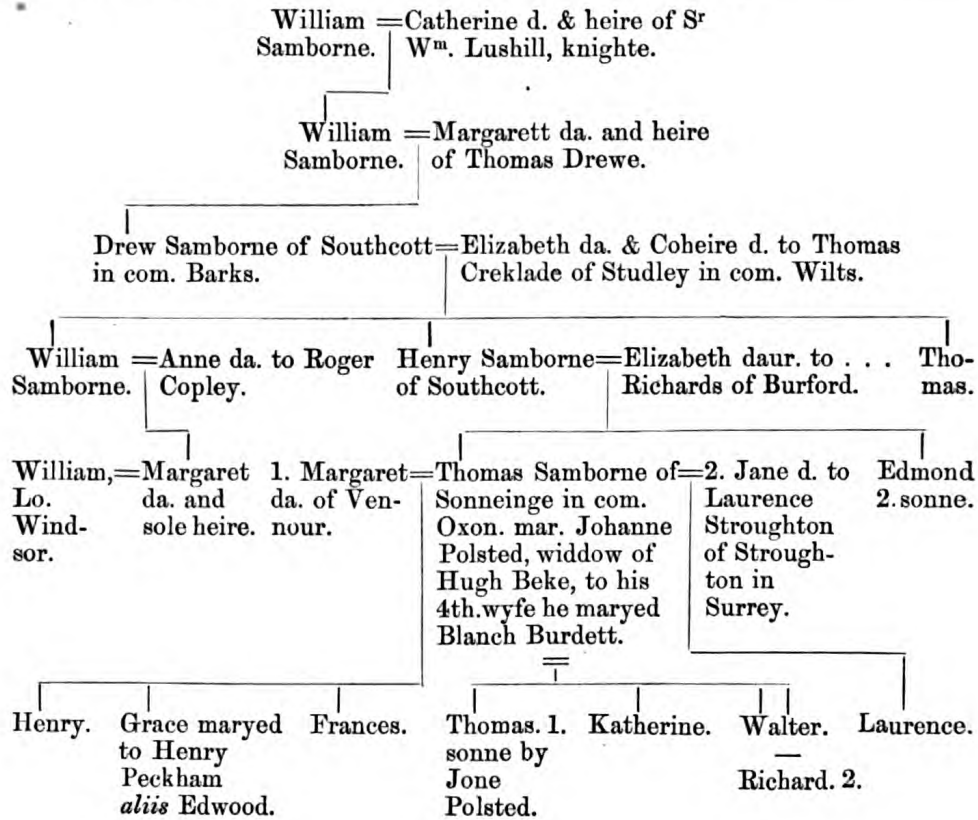 William =Catherine d. & heire of Sʳ
Samborne. Wᵐ. Lushill, knighte.
William =Margarett da. and heire
Samborne. of Thomas Drewe.
Drew Samborne of Southcott=Elizabeth da. & Coheire d. to Thomas
in com. Barks. Creklade of Studley in com. Wilts.
William =Anne da. to Roger
Samborne. Copley.
Henry Samborne=Elizabeth daur. to . . .
of Southcott. Richards of Burford.
Tho-
mas.
William,=Margaret
Lo. da. and
Wind- sole heire.
sor.
1. Margaret=
da. of Ven-
nour.
Thomas Samborne of=
Sonneinge in com.
Oxon. mar. Johanne
Polsted, widdow of
Hugh Beke, to his
4th.wyfe he maryed
Blanch Burdett.
=
2. Jane d. to
Laurence
Stroughton
of Strough-
ton in
Surrey.
Edmond
2. sonne.
Henry.
Grace maryed
to Henry
Peckham
aliis Edwood.
Frances.
Thomas. 1.
sonne by
Jone
Polsted.
Katherine.
Walter.
—
Richard. 2.
Laurence.